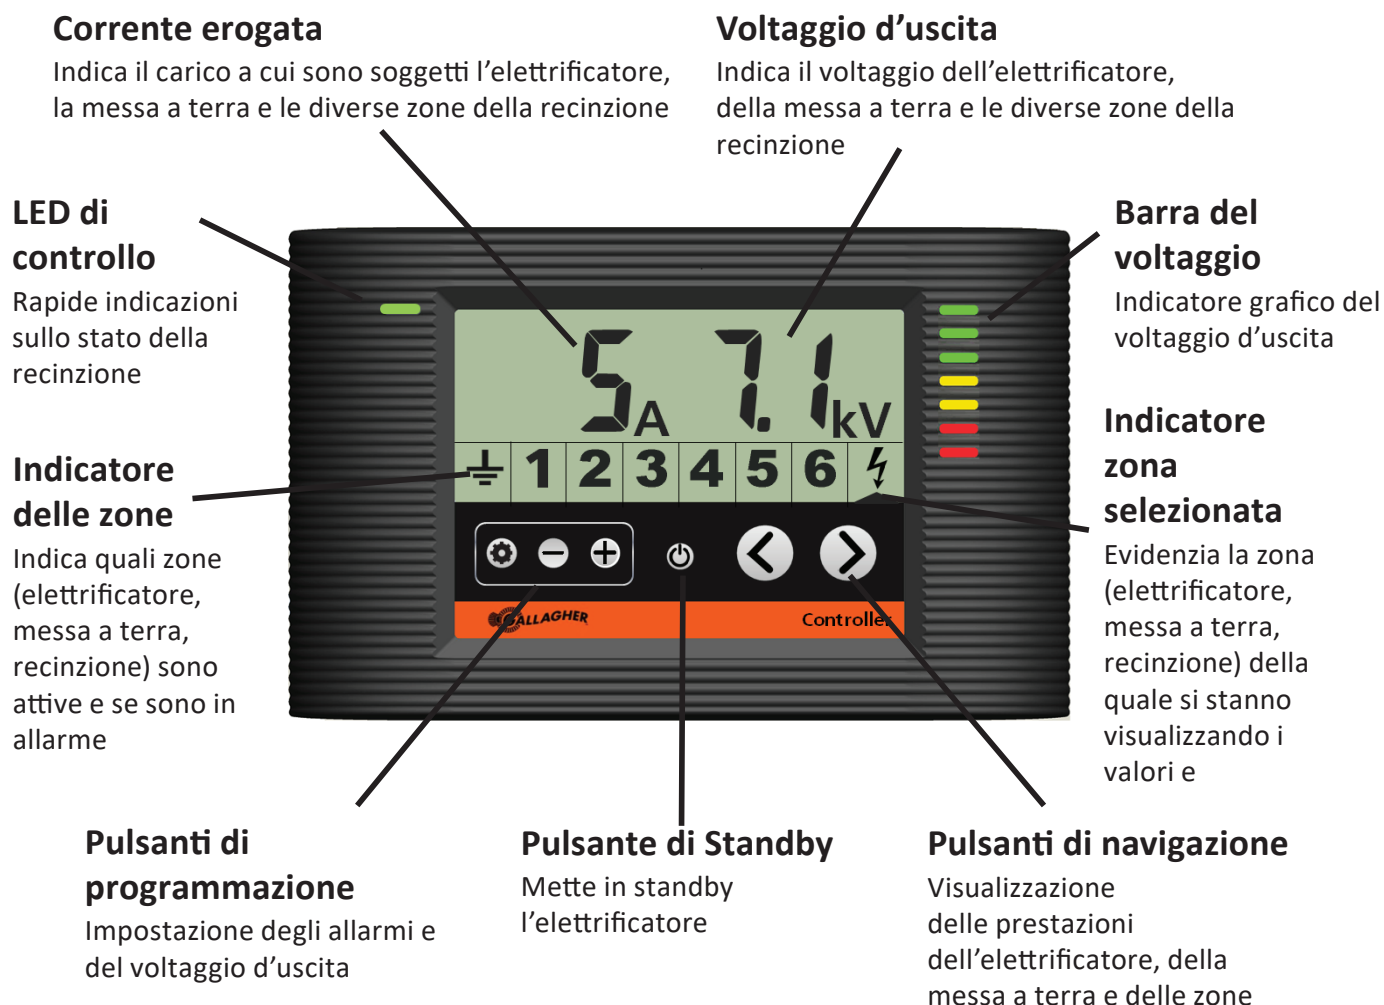 Corrente erogata
Indica il carico a cui sono soggetti l’elettrificatore,
la messa a terra e le diverse zone della recinzione
Voltaggio d’uscita
Indica il voltaggio dell’elettrificatore,
della messa a terra e le diverse zone della
recinzione
LED di
controllo
Rapide indicazioni
sullo stato della
recinzione
Barra del
voltaggio
Indicatore grafico del
voltaggio d’uscita
Indicatore
delle zone
Indica quali zone
(elettrificatore,
messa a terra,
recinzione) sono
attive e se sono in
allarme
5A 7.1kV
1 2 3 4 5 6
GALLAGHER
Controller
Indicatore
zona
selezionata
Evidenzia la zona
(elettrificatore,
messa a terra,
recinzione) della
quale si stanno
visualizzando i
valori e
Pulsanti di
programmazione
Impostazione degli allarmi e
del voltaggio d’uscita
Pulsante di Standby
Mette in standby
l’elettrificatore
Pulsanti di navigazione
Visualizzazione
delle prestazioni
dell’elettrificatore, della
messa a terra e delle zone